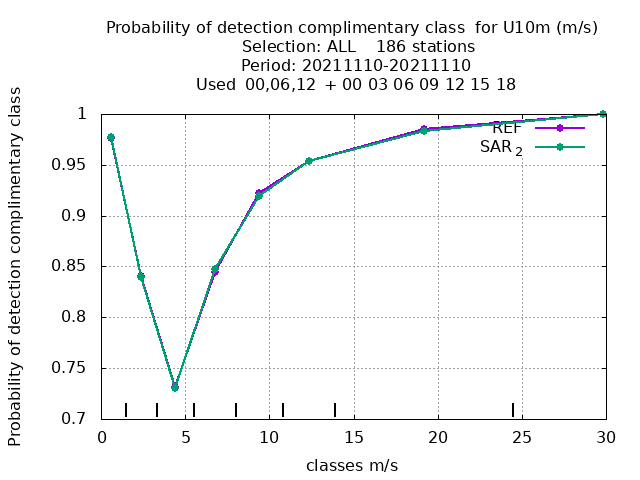 Probability of detection complimentary class  for U10m (m/s)
Selection: ALL    186 stations
Period: 20211110-20211110
Used  00,06,12  + 00 03 06 09 12 15 18
Probability of detection complimentary class
1
0.95
0.9
0.85
0.8
0.75
0.7
REF
SAR 2
0 5 10 15 20 25 30
classes m/s